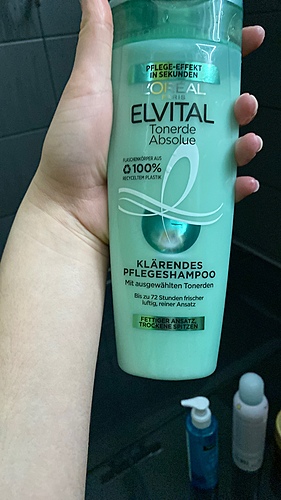 PFLEGE-EFFEKT
IN SEKUNDEN
L'ORÉAL
PARIS
ELVITAL
Tonerde
Absolue
FLASCHENKÖRPER AUS
100%
RECYCELTEM PLASTIK
KLÄRENDES
PFLEGESHAMPOO
Mit ausgewählten Tonerden
Bis zu 72 Stunden frischer
luftig, reiner Ansatz
FETTIGER ANSATZ,
TROCKENE SPITZEN